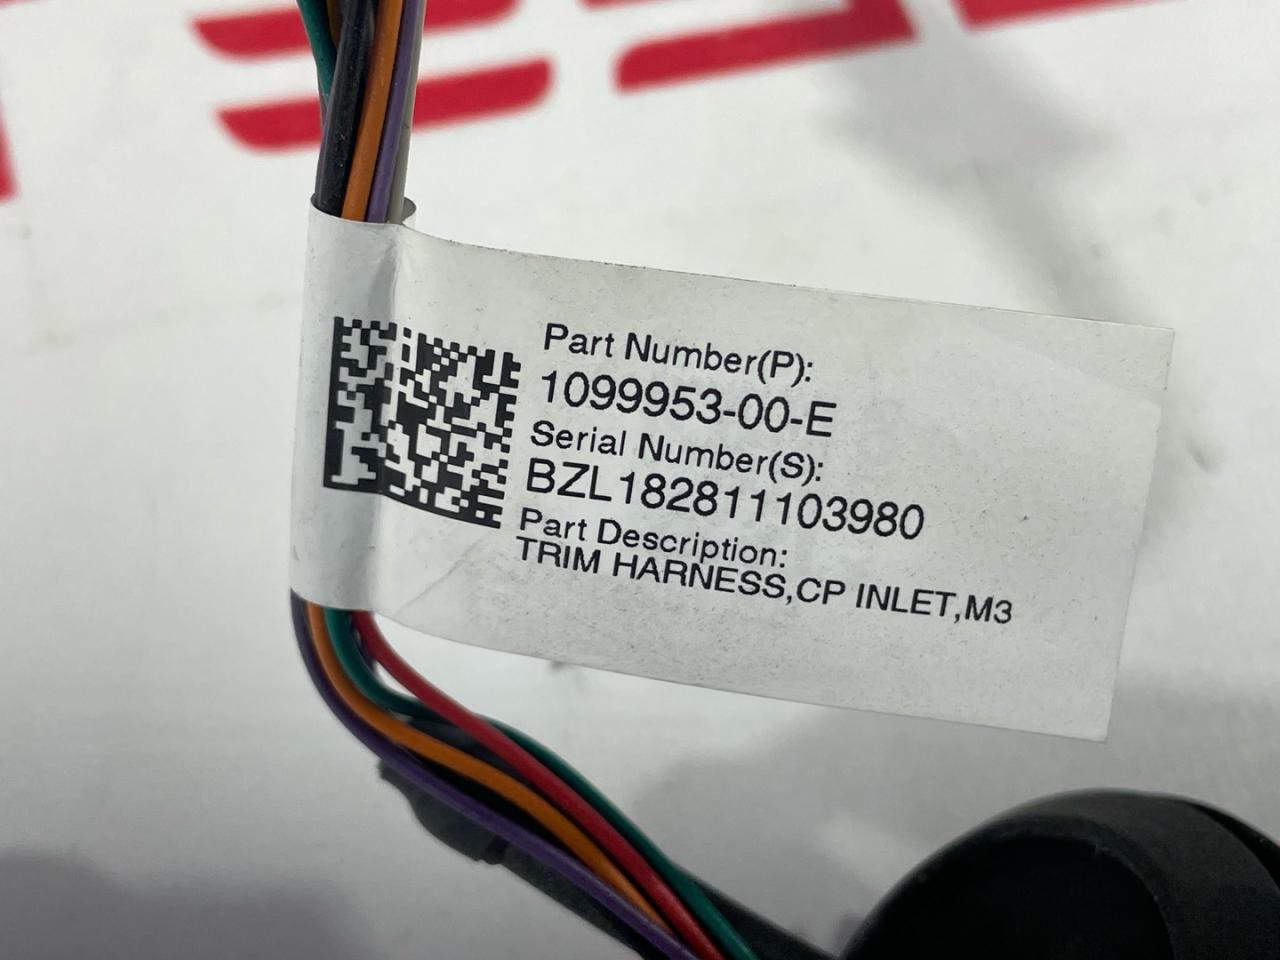 Part Number(P):
1099953-00-E
Serial Number(S):
BZL182811103980
Part Description:
TRIM HARNESS,CP INLET,M3